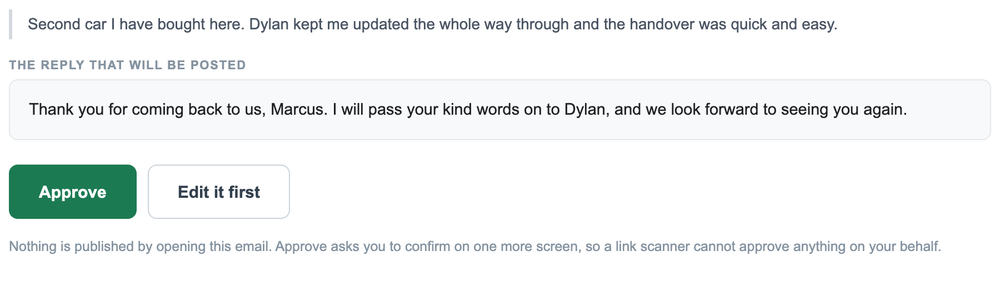 Second car I have bought here. Dylan kept me updated the whole way through and the handover was quick and easy.
THE REPLY THAT WILL BE POSTED
Thank you for coming back to us, Marcus. I will pass your kind words on to Dylan, and we look forward to seeing you again.
Approve
Edit it first
Nothing is published by opening this email. Approve asks you to confirm on one more screen, so a link scanner cannot approve anything on your behalf.